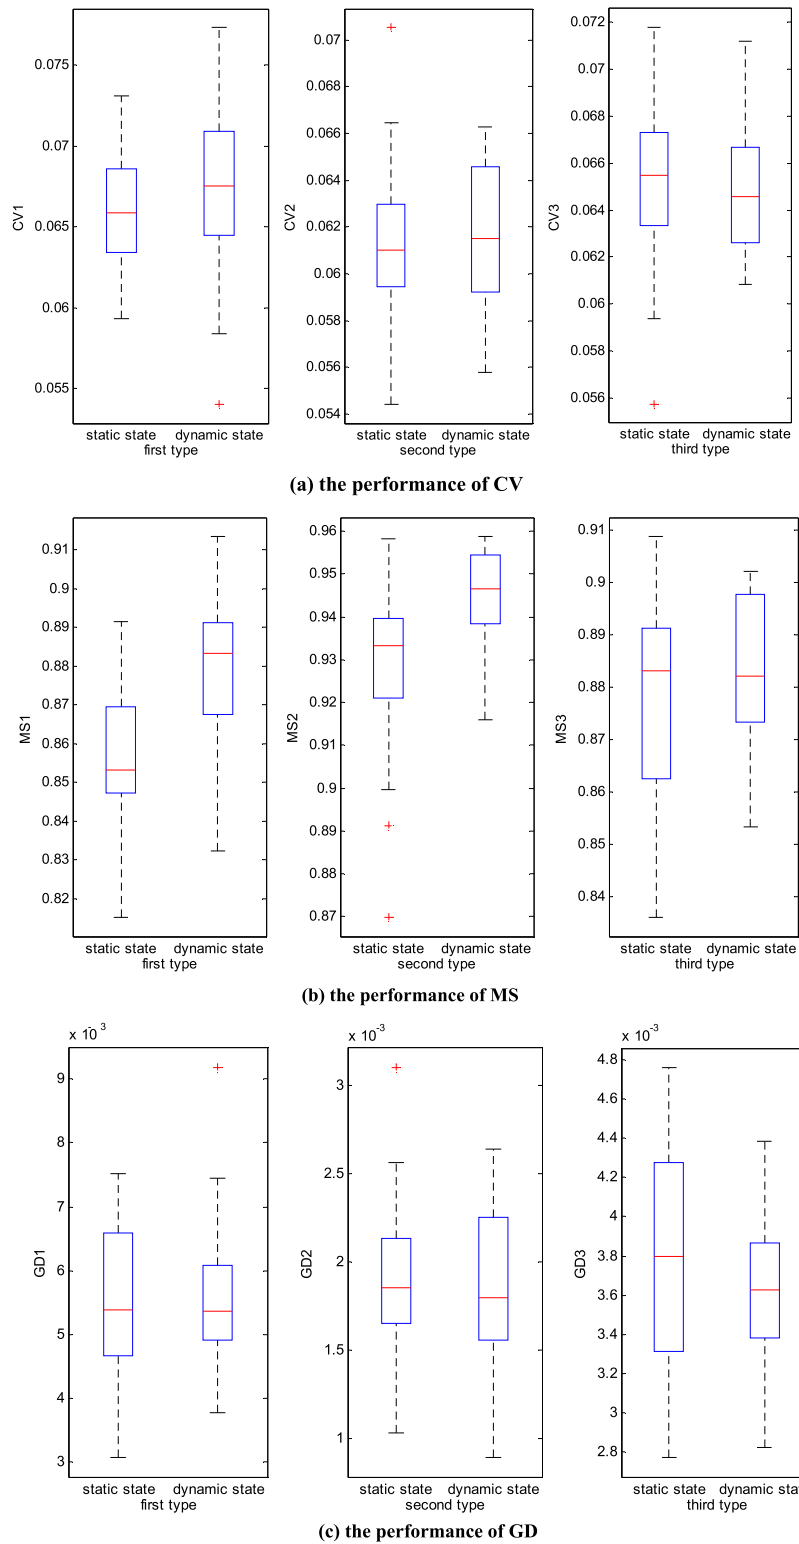 0.075
0.07
0.065
0.06
0.055
CV1
static state dynamic state
first type
0.07
0.068
0.066
0.064
0.062
0.06
0.058
0.056
0.054
CV2
static state dynamic state
second type
0.072
0.07
0.068
0.066
0.064
0.062
0.06
0.058
0.056
CV3
static state dynamic state
third type
(a) the performance of CV
0.91
0.9
0.89
0.88
0.87
0.86
0.85
0.84
0.83
0.82
MS1
static state dynamic state
first type
0.96
0.95
0.94
0.93
0.92
0.91
0.9
0.89
0.88
0.87
MS2
static state dynamic state
second type
0.91
0.9
0.89
0.88
0.87
0.86
0.85
0.84
MS3
static state dynamic state
third type
(b) the performance of MS
x 10-3
9
8
7
6
5
4
3
GD1
static state dynamic state
first type
x 10-3
3
2.5
2
1.5
1
GD2
static state dynamic state
second type
x 10-3
4.8
4.6
4.4
4.2
4
3.8
3.6
3.4
3.2
3
2.8
GD3
static state dynamic stat
third type
(c) the performance of GD